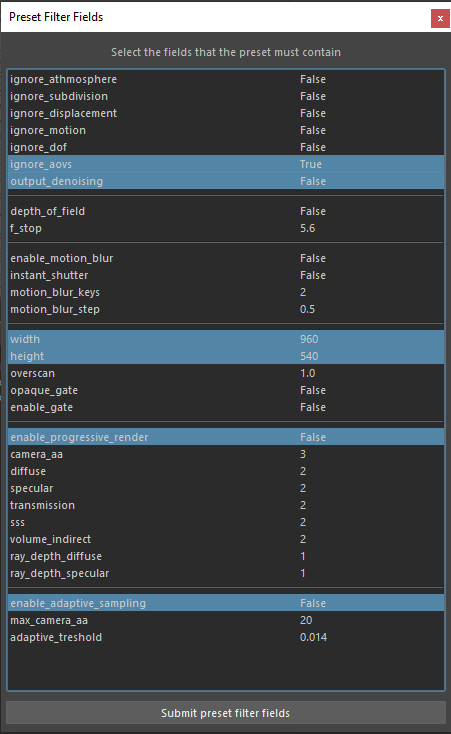 Preset Filter Fields
x
Select the fields that the preset must contain
ignore_athmosphere False
ignore_subdivision False
ignore_displacement False
ignore_motion False
ignore_dof False
ignore_aovs True
output_denoising False
depth_of_field False
f_stop 5.6
enable_motion_blur False
instant_shutter False
motion_blur_keys 2
motion_blur_step 0.5
width 960
height 540
overscan 1.0
opaque_gate False
enable_gate False
enable_progressive_render False
camera_aa 3
diffuse 2
specular 2
transmission 2
sss 2
volume_indirect 2
ray_depth_diffuse 1
ray_depth_specular 1
enable_adaptive_sampling False
max_camera_aa 20
adaptive_treshold 0.014
Submit preset filter fields